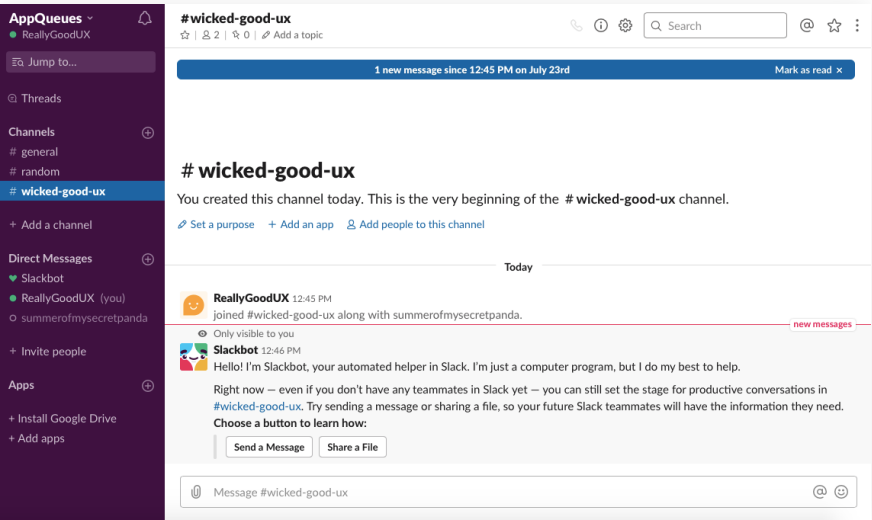 AppQueues
ReallyGoodUX
Jump to...
Threads
Channels
# general
# random
# wicked-good-ux
+ Add a channel
Direct Messages
Slackbot
ReallyGoodUX (you)
summerofmysecretpanda
+ Invite people
Apps
+ Install Google Drive
+ Add apps
#wicked-good-ux
2 | 0 | Add a topic
Search
1 new message since 12:45 PM on July 23rd
Mark as read ×
# wicked-good-ux
You created this channel today. This is the very beginning of the # wicked-good-ux channel.
Set a purpose + Add an app Add people to this channel
Today
ReallyGoodUX 12:45 PM
joined #wicked-good-ux along with summerofmysecretpanda.
new messages
Only visible to you
Slackbot 12:46 PM
Hello! I'm Slackbot, your automated helper in Slack. I'm just a computer program, but I do my best to help.
Right now — even if you don't have any teammates in Slack yet — you can still set the stage for productive conversations in
#wicked-good-ux. Try sending a message or sharing a file, so your future Slack teammates will have the information they need.
Choose a button to learn how:
Send a Message Share a File
Message #wicked-good-ux
@